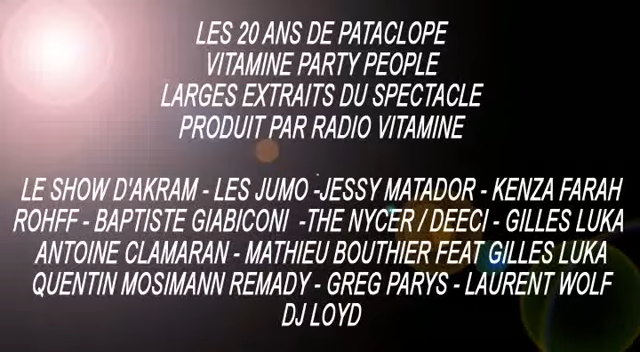 LES 20 ANS DE PATACLOPE
VITAMINE PARTY PEOPLE
LARGES EXTRAITS DU SPECTACLE
PRODUIT PAR RADIO VITAMINE
LE SHOW D'AKRAM - LES JUMO -JESSY MATADOR - KENZA FARAH
ROHFF - BAPTISTE GIABICONI -THE NYCER / DEECI - GILLES LUKA
ANTOINE CLAMARAN - MATHIEU BOUTHIER FEAT GILLES LUKA
QUENTIN MOSIMANN REMADY - GREG PARYS - LAURENT WOLF
DJ LOYD